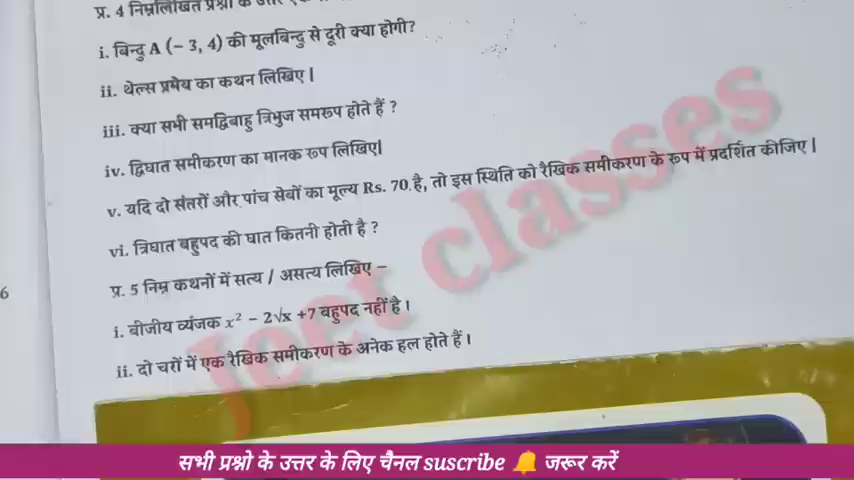 प्र. 4 निम्नलिखित प्रश्नों के उत्तर
i. बिन्दु A (− 3, 4) की मूलबिन्दु से दूरी क्या होगी?
ii. थेल्स प्रमेय का कथन लिखिए |
iii. क्या सभी समद्विबाहु त्रिभुज समरूप होते हैं ?
iv. द्विघात समीकरण का मानक रूप लिखिए|
v. यदि दो संतरों और पांच सेबों का मूल्य Rs. 70 है, तो इस स्थिति को रैखिक समीकरण के रूप में प्रदर्शित कीजिए |
vi. त्रिघात बहुपद की घात कितनी होती है ?
प्र. 5 निम्न कथनों में सत्य / असत्य लिखिए −
i. बीजीय व्यंजक x² − 2√x +7 बहुपद नहीं है |
ii. दो चरों में एक रैखिक समीकरण के अनेक हल होते हैं |
6
Jeet classes
सभी प्रश्नो के उत्तर के लिए चैनल suscribe 🔔 जरूर करें